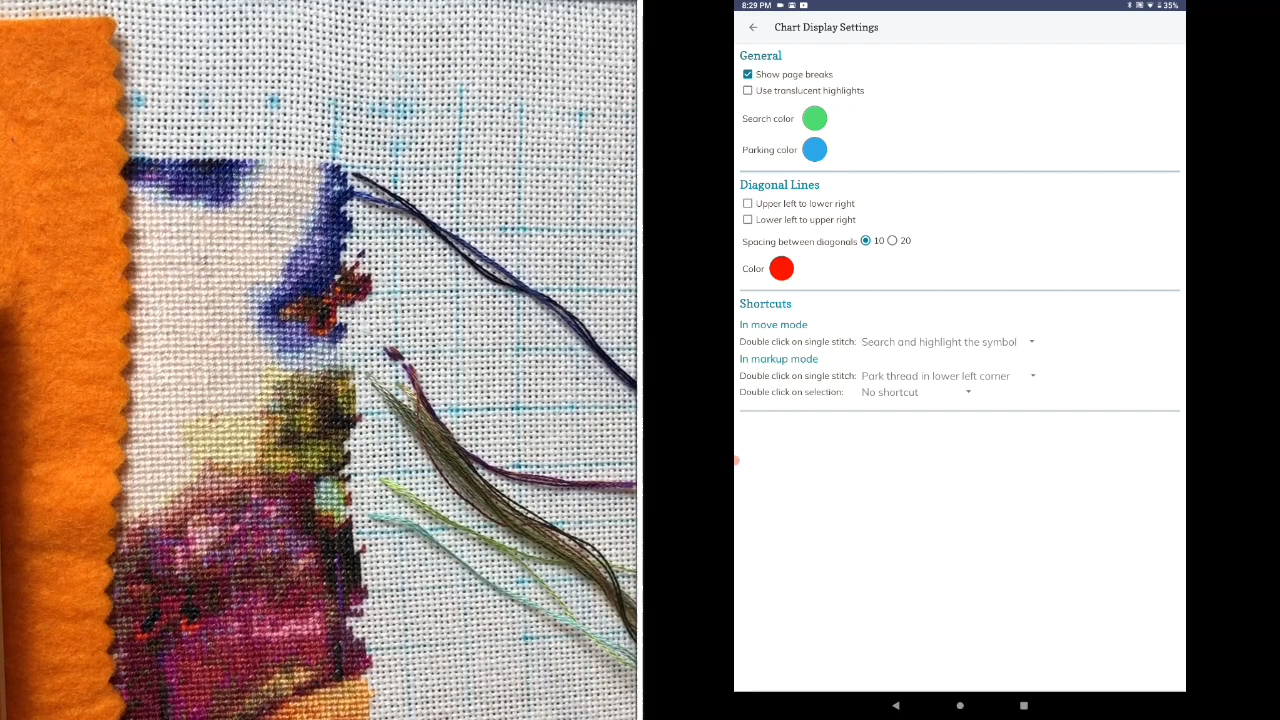 8:29 PM 35%
Chart Display Settings
General
Show page breaks
Use translucent highlights
Search color
Parking color
Diagonal Lines
Upper left to lower right
Lower left to upper right
Spacing between diagonals 10 20
Color
Shortcuts
In move mode
Double click on single stitch: Search and highlight the symbol
In markup mode
Double click on single stitch: Park thread in lower left corner
Double click on selection: No shortcut